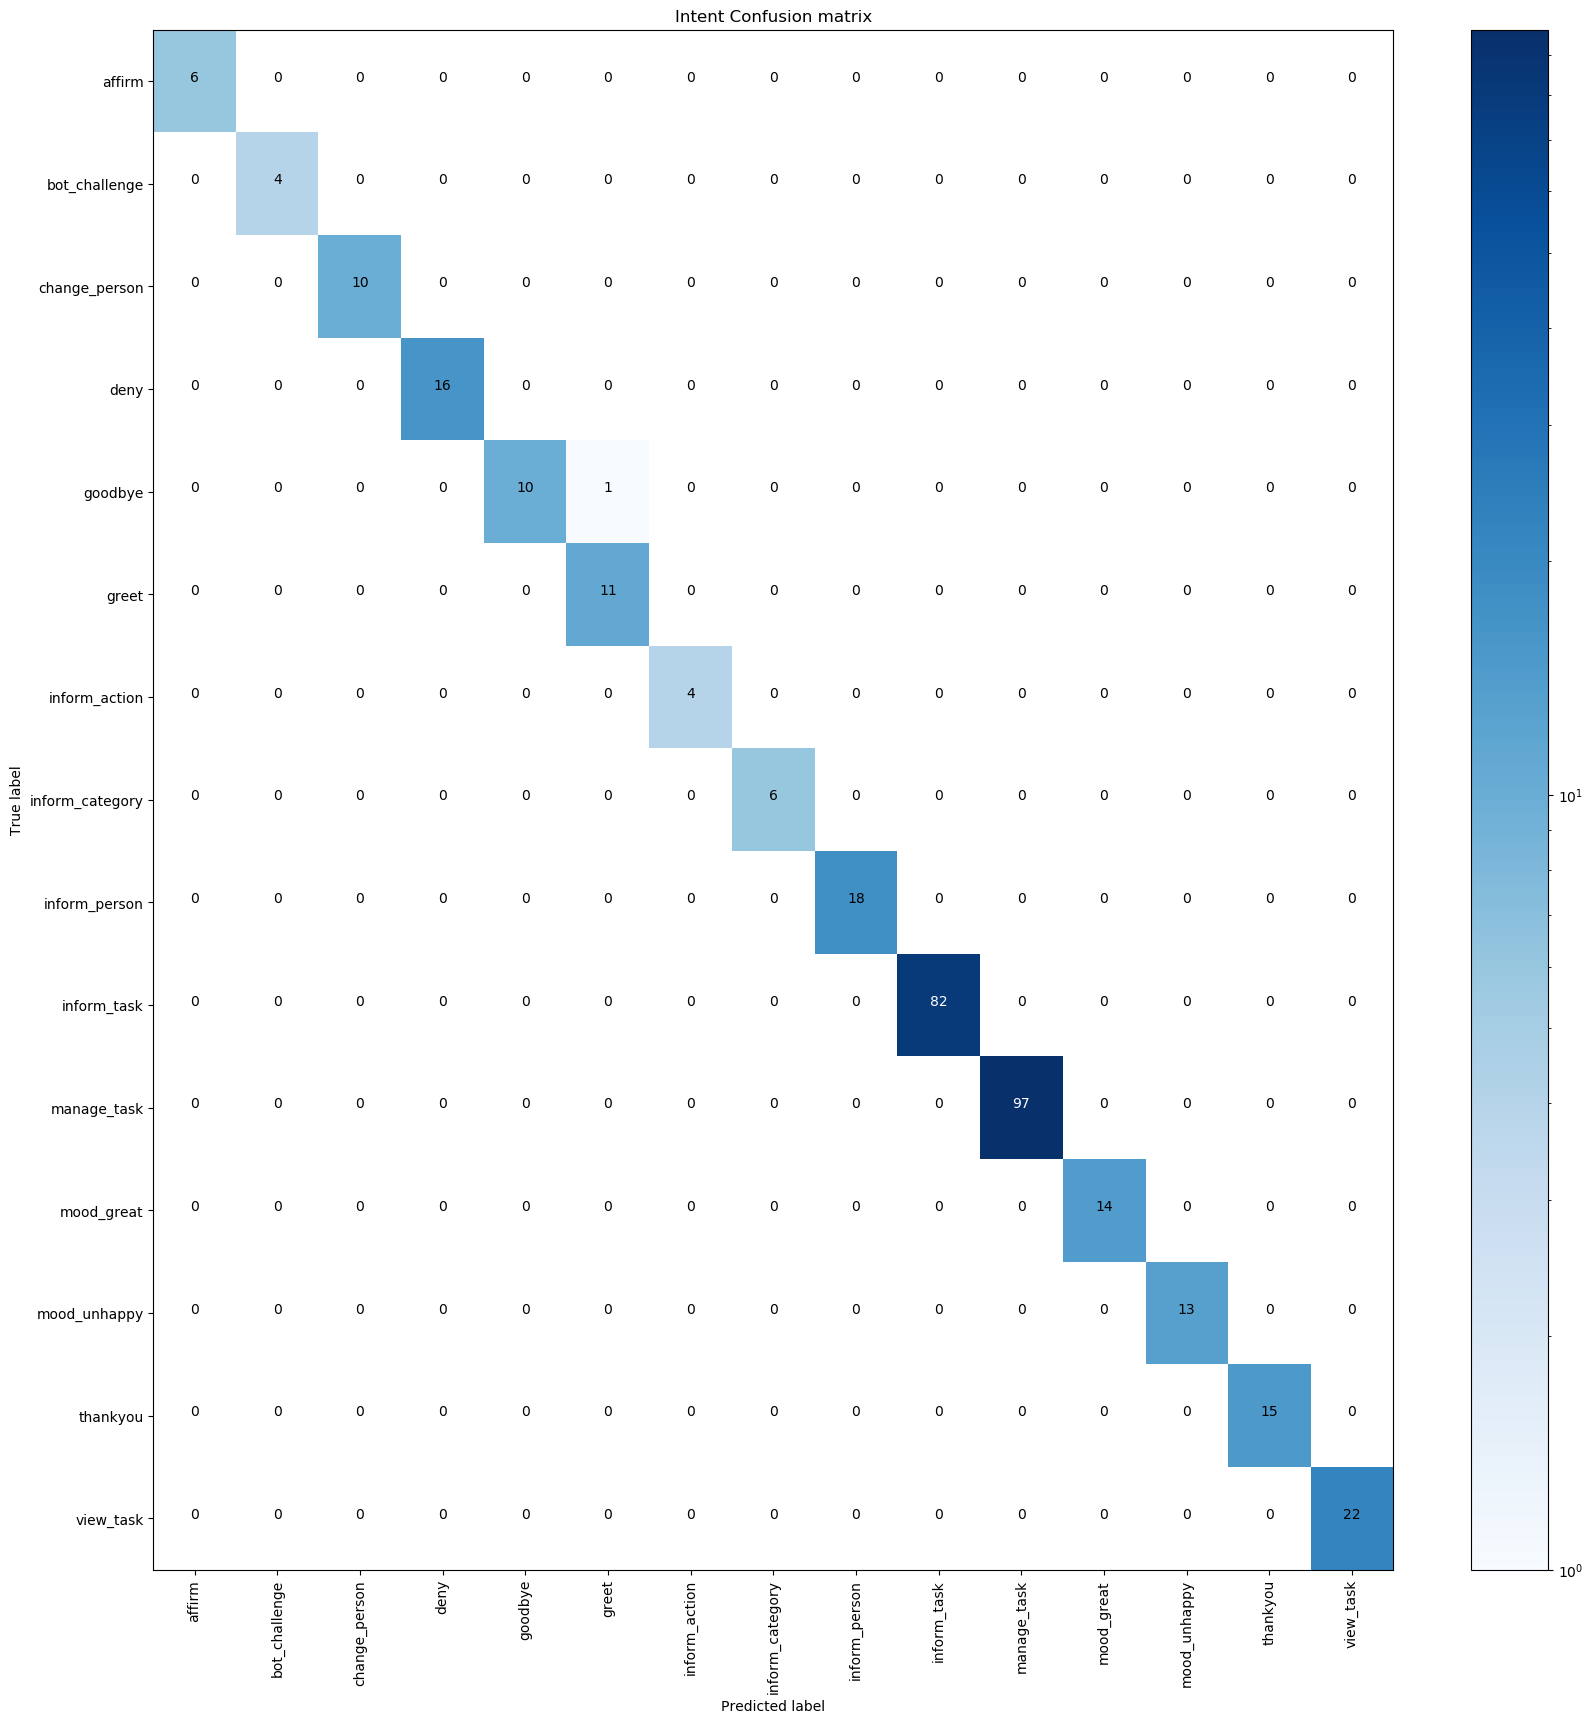 Intent Confusion matrix
affirm 6 0 0 0 0 0 0 0 0 0 0 0 0 0 0
bot_challenge 0 4 0 0 0 0 0 0 0 0 0 0 0 0 0
change_person 0 0 10 0 0 0 0 0 0 0 0 0 0 0 0
deny 0 0 0 16 0 0 0 0 0 0 0 0 0 0 0
goodbye 0 0 0 0 10 1 0 0 0 0 0 0 0 0 0
greet 0 0 0 0 0 11 0 0 0 0 0 0 0 0 0
inform_action 0 0 0 0 0 0 4 0 0 0 0 0 0 0 0
True label
inform_category 0 0 0 0 0 0 0 6 0 0 0 0 0 0 0
10¹
inform_person 0 0 0 0 0 0 0 0 18 0 0 0 0 0 0
inform_task 0 0 0 0 0 0 0 0 0 82 0 0 0 0 0
manage_task 0 0 0 0 0 0 0 0 0 0 97 0 0 0 0
mood_great 0 0 0 0 0 0 0 0 0 0 0 14 0 0 0
mood_unhappy 0 0 0 0 0 0 0 0 0 0 0 0 13 0 0
thankyou 0 0 0 0 0 0 0 0 0 0 0 0 0 15 0
view_task 0 0 0 0 0 0 0 0 0 0 0 0 0 0 22
10⁰
affirm
bot_challenge
change_person
deny
goodbye
greet
inform_action
inform_category
inform_person
inform_task
manage_task
mood_great
mood_unhappy
thankyou
view_task
Predicted label